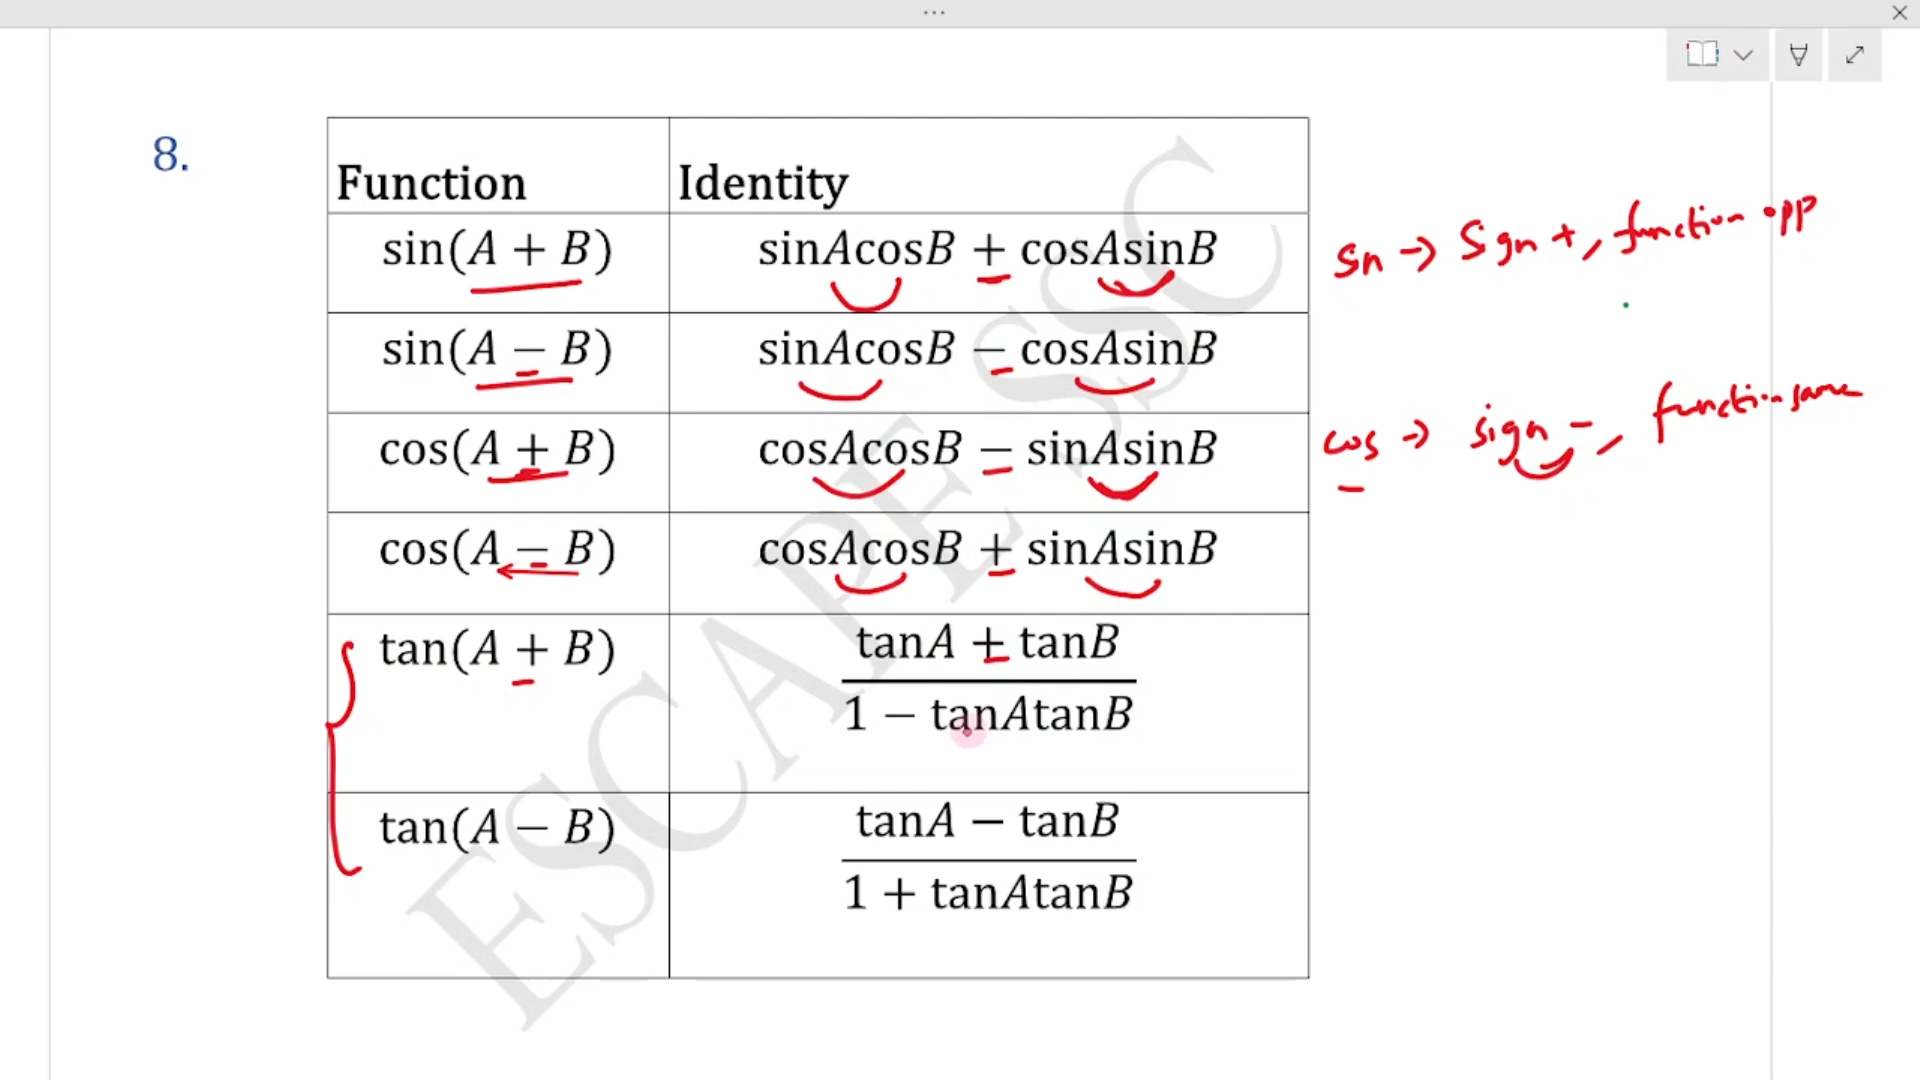 8.
Function Identity
sin(A + B) sinAcosB + cosAsinB
sin → Sign +, function opp
sin(A − B) sinAcosB − cosAsinB
cos(A + B) cosAcosB − sinAsinB
cos → sign −, function same
cos(A − B) cosAcosB + sinAsinB
tan(A + B) tanA + tanB
1 − tanAtanB
tan(A − B) tanA − tanB
1 + tanAtanB
ESCAPE SSC